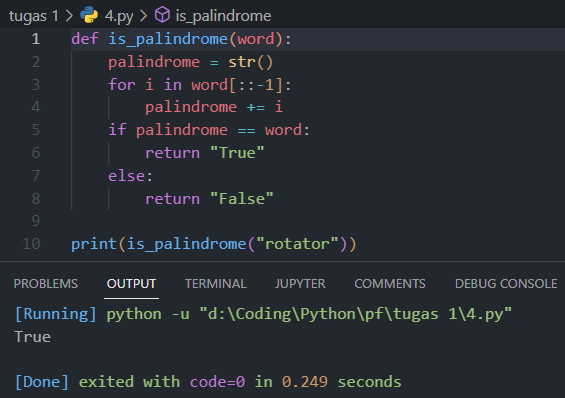 tugas 1 > 4.py > is_palindrome
1 def is_palindrome(word):
2     palindrome = str()
3     for i in word[::-1]:
4         palindrome += i
5     if palindrome == word:
6         return "True"
7     else:
8         return "False"
9
10 print(is_palindrome("rotator"))
PROBLEMS OUTPUT TERMINAL JUPYTER COMMENTS DEBUG CONSOLE
[Running] python -u "d:\Coding\Python\pf\tugas 1\4.py"
True
[Done] exited with code=0 in 0.249 seconds